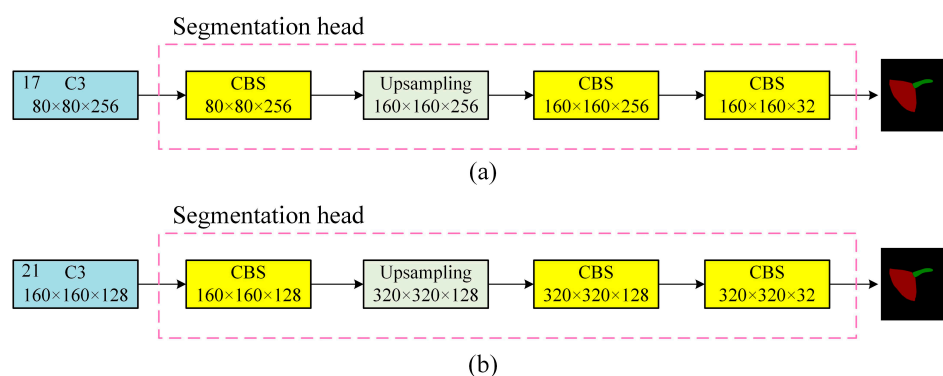 Segmentation head
17 C3
80×80×256
CBS
80×80×256
Upsampling
160×160×256
CBS
160×160×256
CBS
160×160×32
(a)
Segmentation head
21 C3
160×160×128
CBS
160×160×128
Upsampling
320×320×128
CBS
320×320×128
CBS
320×320×32
(b)